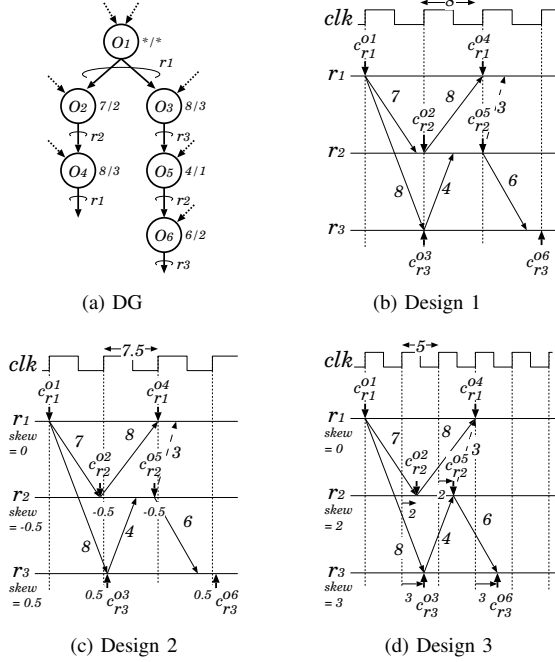 O1 */*
r1
O2 7/2
O3 8/3
r2
r3
O4 8/3
O5 4/1
r1
r2
O6 6/2
r3
(a) DG
clk
8
c r1 o1
c r1 o4
r1
7
c r2 o2
8
c r2 o5
3
r2
8
4
6
r3
c r3 o3
c r3 o6
(b) Design 1
7.5
clk
c r1 o1
c r1 o4
r1
skew
= 0
7
c r2 o2
8
c r2 o5
3
r2
skew
= -0.5
-0.5
-0.5
8
4
6
r3
skew
= 0.5
0.5
c r3 o3
0.5
c r3 o6
(c) Design 2
5
clk
c r1 o1
c r1 o4
r1
skew
= 0
7
c r2 o2
8
c r2 o5
3
r2
skew
= 2
2
2
8
4
6
r3
skew
= 3
3
c r3 o3
3
c r3 o6
(d) Design 3